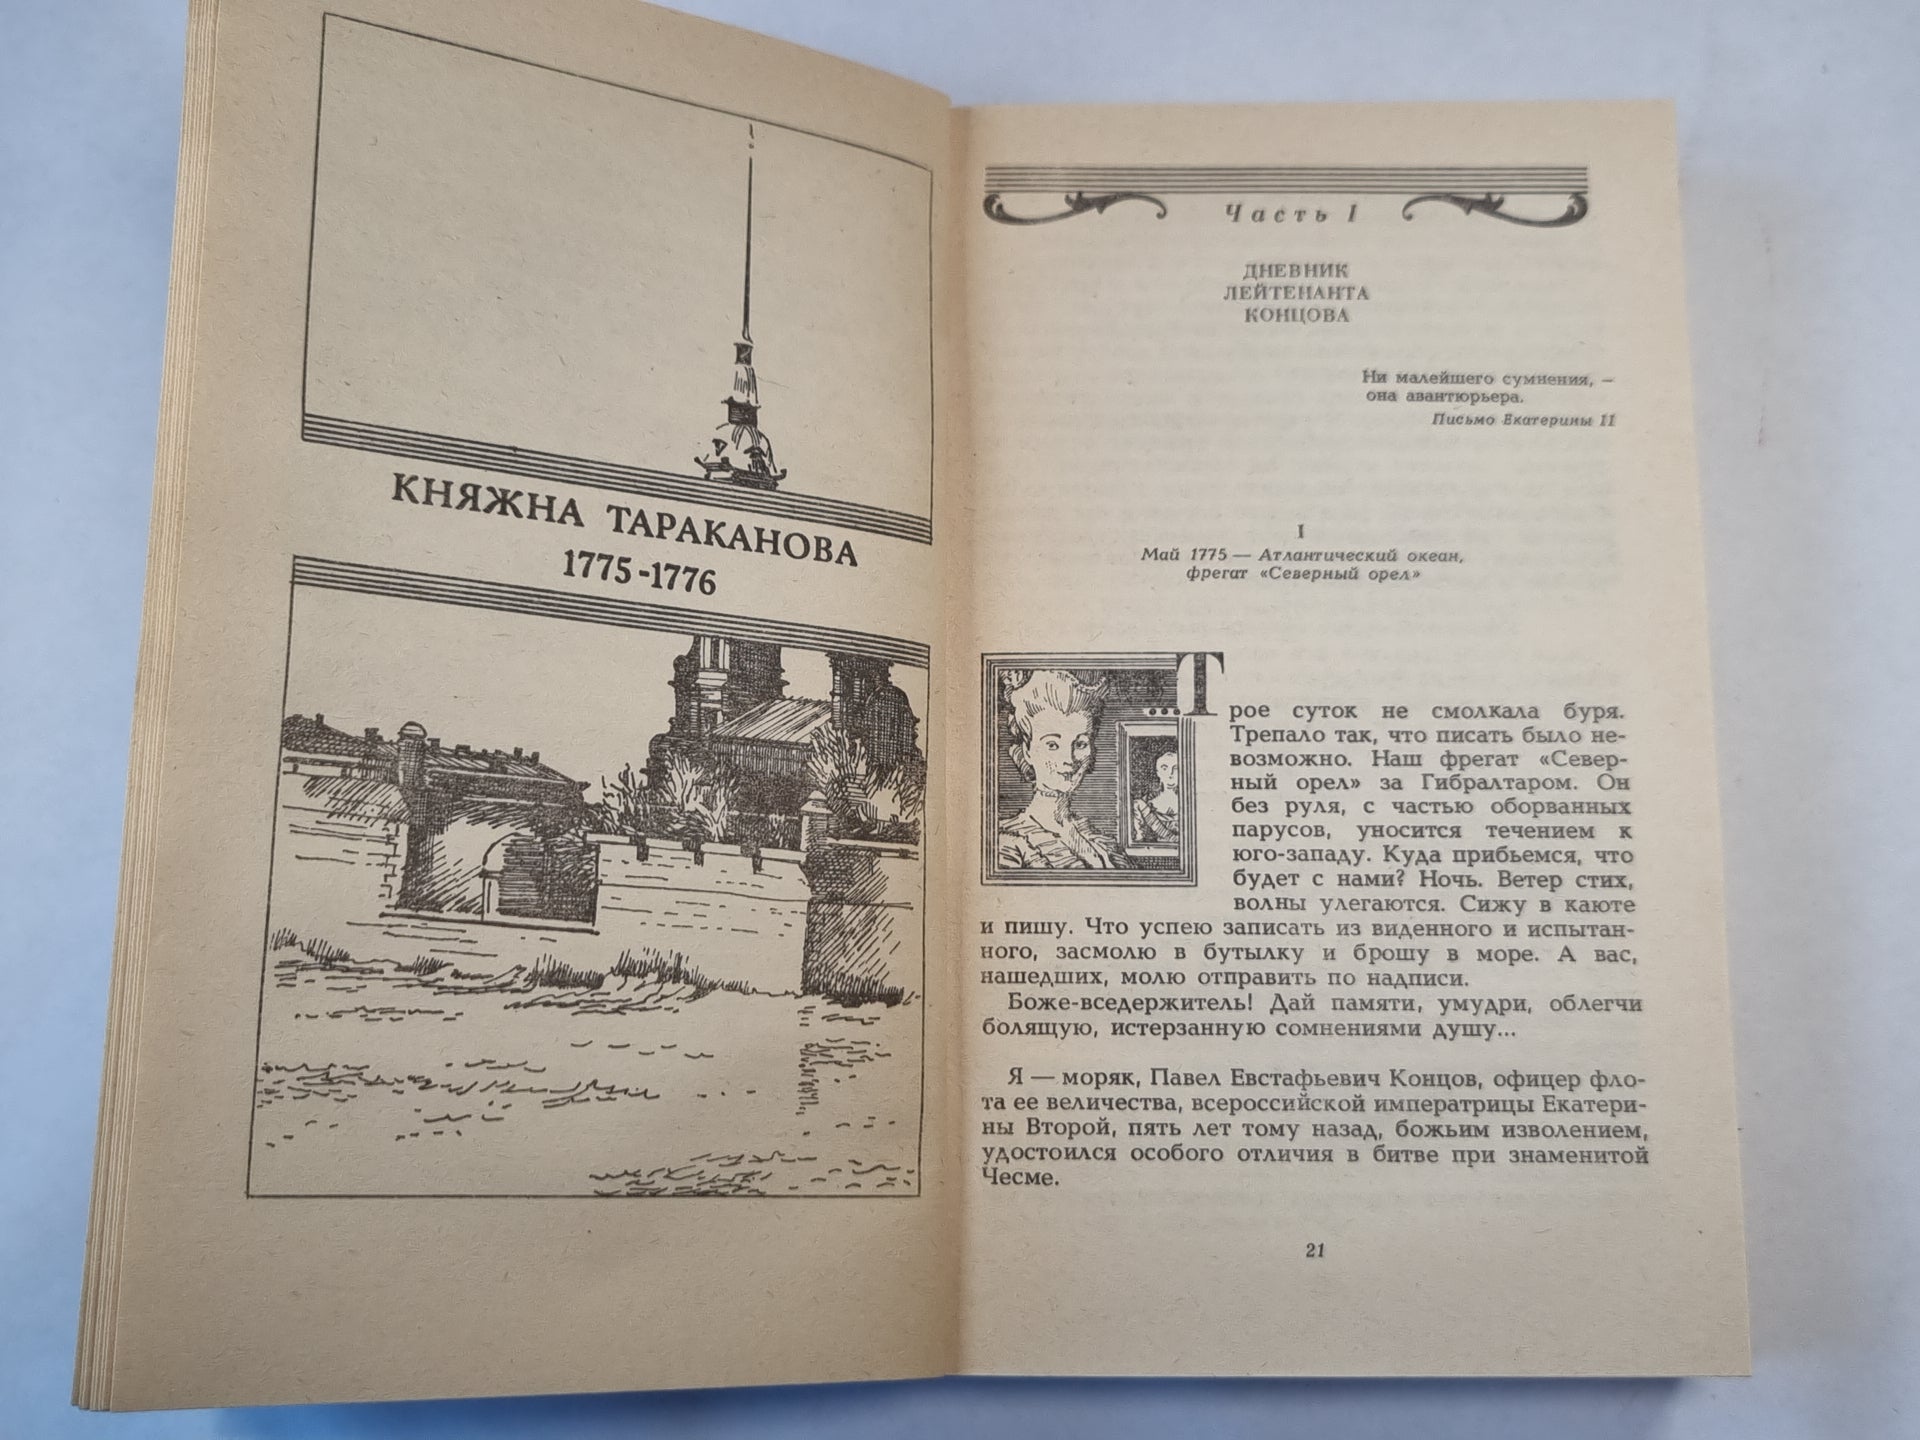 КНЯЖНА ТАРАКАНОВА
1775-1776
Часть I
ДНЕВНИК
ЛЕЙТЕНАНТА
КОНЦОВА
Ни малейшего сумнения, –
она авантюрьера.
Письмо Екатерины II
I
Май 1775 — Атлантический океан,
фрегат «Северный орел»
...Трое суток не смолкала буря.
Трепало так, что писать было не-
возможно. Наш фрегат «Север-
ный орел» за Гибралтаром. Он
без руля, с частью оборванных
парусов, уносится течением к
юго-западу. Куда прибьемся, что
будет с нами? Ночь. Ветер стих,
волны улегаются. Сижу в каюте
и пишу. Что успею записать из виденного и испытан-
ного, засмолю в бутылку и брошу в море. А вас,
нашедших, молю отправить по надписи.
Боже-вседержитель! Дай памяти, умудри, облегчи
болящую, истерзанную сомнениями душу...
Я — моряк, Павел Евстафьевич Концов, офицер фло-
та ее величества, всероссийской императрицы Екатери-
ны Второй, пять лет тому назад, божьим изволением,
удостоился особого отличия в битве при знаменитой
Чесме.
21